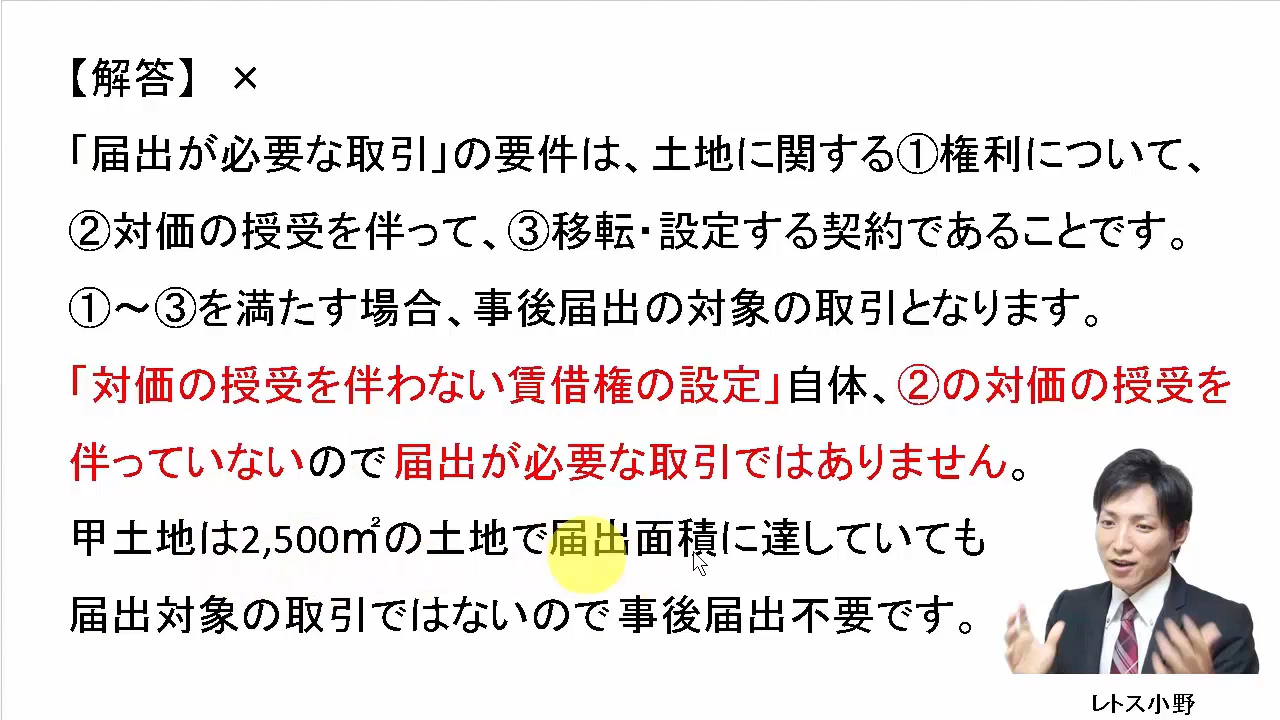 【解答】 ×
「届出が必要な取引」の要件は、土地に関する①権利について、
②対価の授受を伴って、③移転・設定する契約であることです。
①～③を満たす場合、事後届出の対象の取引となります。
「対価の授受を伴わない賃借権の設定」自体、②の対価の授受を
伴っていないので届出が必要な取引ではありません。
甲土地は2,500㎡の土地で届出面積に達していても
届出対象の取引ではないので事後届出不要です。
レトス小野